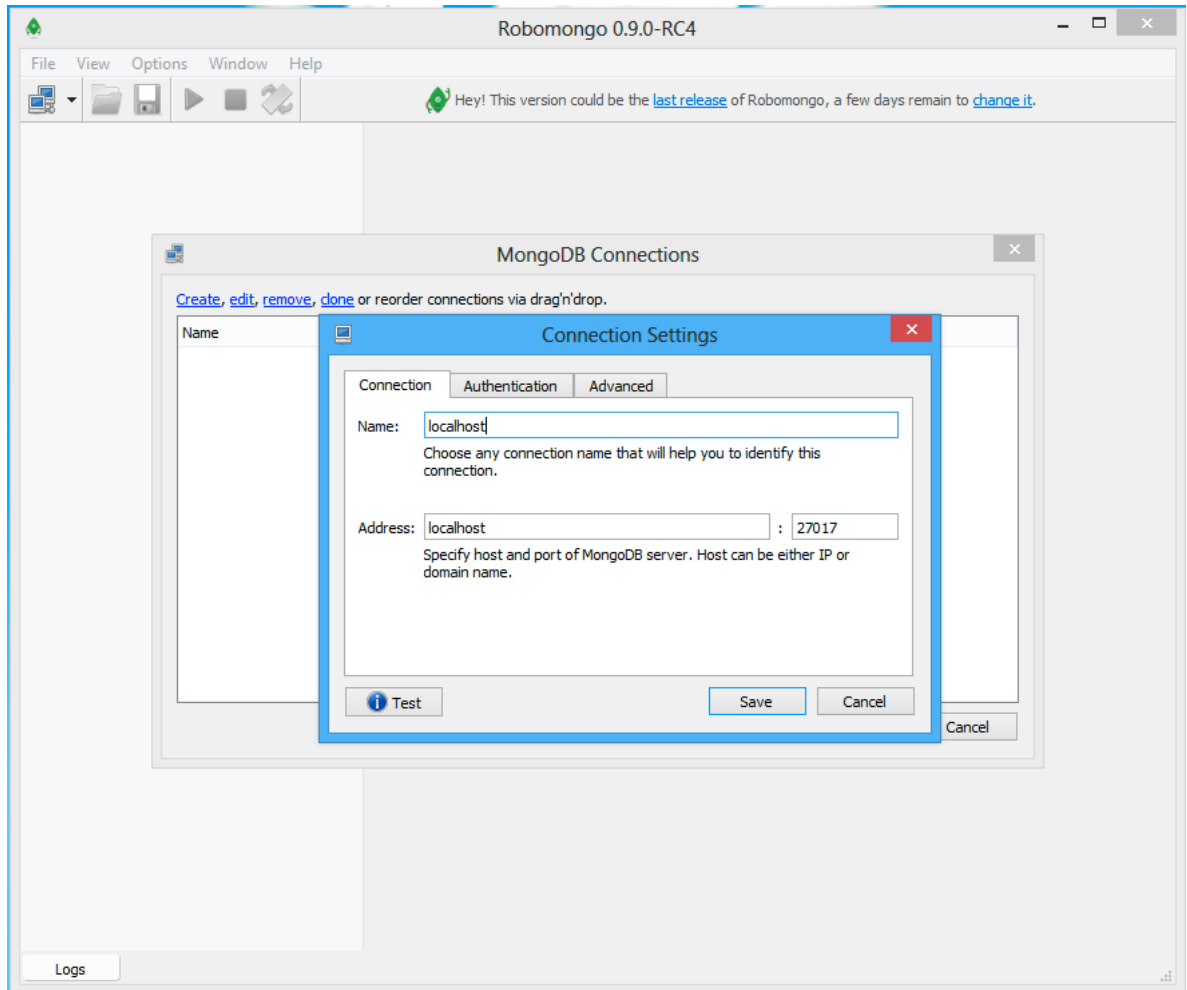 Robomongo 0.9.0-RC4
File View Options Window Help
Hey! This version could be the last release of Robomongo, a few days remain to change it.
MongoDB Connections
Create, edit, remove, clone or reorder connections via drag'n'drop.
Name
Connection Settings
Connection Authentication Advanced
Name: localhost
Choose any connection name that will help you to identify this
connection.
Address: localhost : 27017
Specify host and port of MongoDB server. Host can be either IP or
domain name.
Test Save Cancel
Cancel
Logs